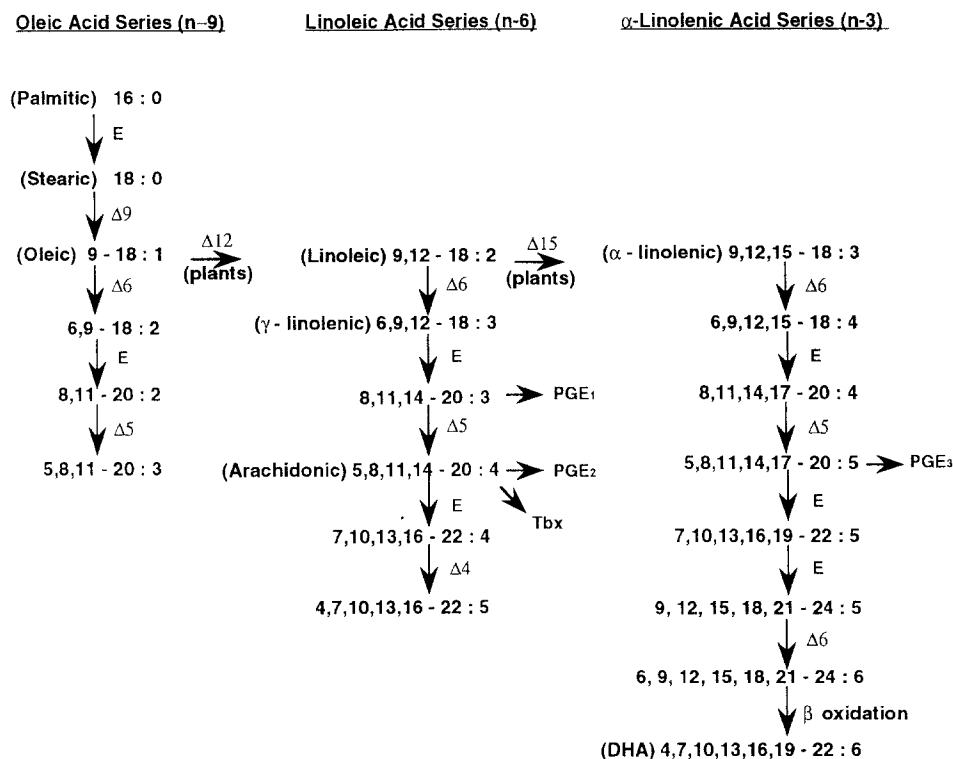 Oleic Acid Series (n-9)
Linoleic Acid Series (n-6)
α-Linolenic Acid Series (n-3)
(Palmitic) 16 : 0
E
(Stearic) 18 : 0
Δ9
(Oleic) 9 - 18 : 1
Δ12
(plants)
(Linoleic) 9,12 - 18 : 2
Δ15
(plants)
(α - linolenic) 9,12,15 - 18 : 3
Δ6
Δ6
Δ6
6,9 - 18 : 2
(γ - linolenic) 6,9,12 - 18 : 3
6,9,12,15 - 18 : 4
E
E
E
8,11 - 20 : 2
8,11,14 - 20 : 3
PGE1
8,11,14,17 - 20 : 4
Δ5
Δ5
Δ5
5,8,11 - 20 : 3
(Arachidonic) 5,8,11,14 - 20 : 4
PGE2
5,8,11,14,17 - 20 : 5
PGE3
E
Tbx
E
7,10,13,16 - 22 : 4
7,10,13,16,19 - 22 : 5
Δ4
E
4,7,10,13,16 - 22 : 5
9, 12, 15, 18, 21 - 24 : 5
Δ6
6, 9, 12, 15, 18, 21 - 24 : 6
β oxidation
(DHA) 4,7,10,13,16,19 - 22 : 6